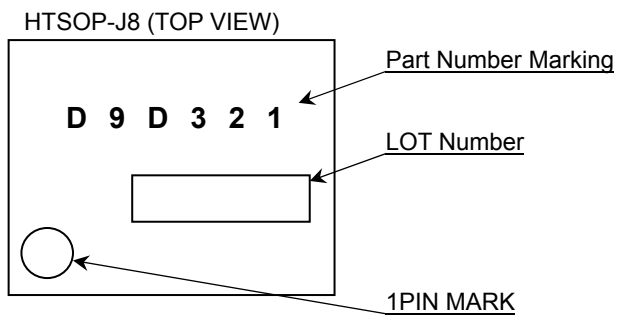 HTSOP-J8 (TOP VIEW)
Part Number Marking
D 9 D 3 2 1
LOT Number
1PIN MARK